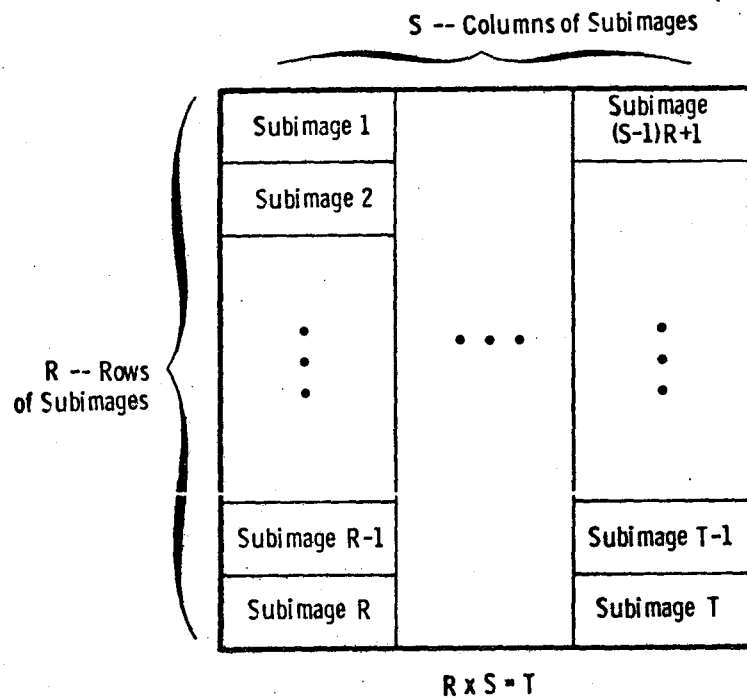 S -- Columns of Subimages
Subimage 1
Subimage
(S-1)R+1
Subimage 2
R -- Rows
of Subimages
Subimage R-1
Subimage T-1
Subimage R
Subimage T
R x S = T